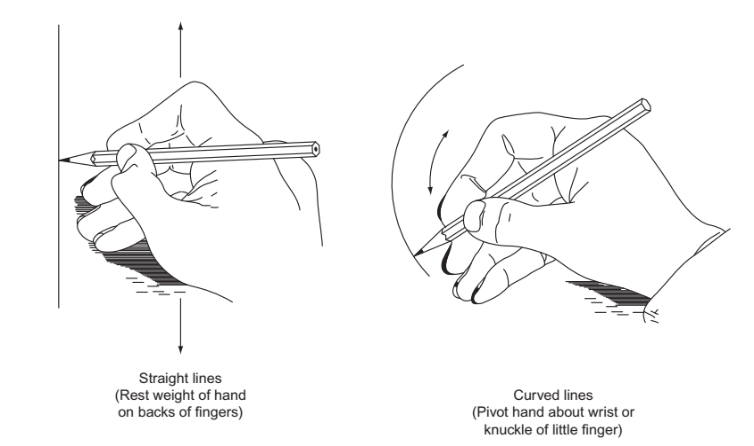 Straight lines
(Rest weight of hand
on backs of fingers)
Curved lines
(Pivot hand about wrist or
knuckle of little finger)